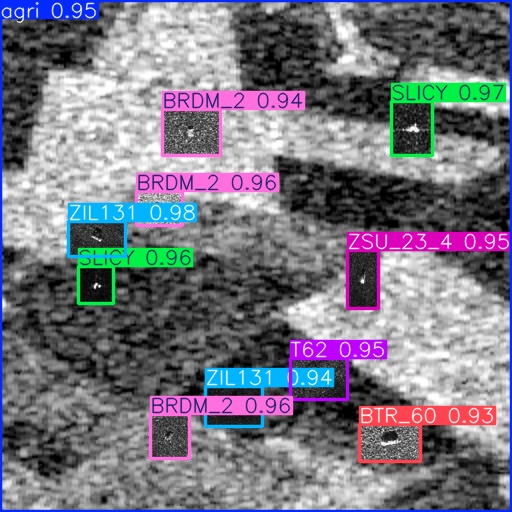 agri 0.95
SLICY 0.97
BRDM_2 0.94
BRDM_2 0.96
ZIL131 0.98
ZSU_23_4 0.95
SLICY 0.96
T62 0.95
ZIL131 0.94
BRDM_2 0.96
BTR_60 0.93